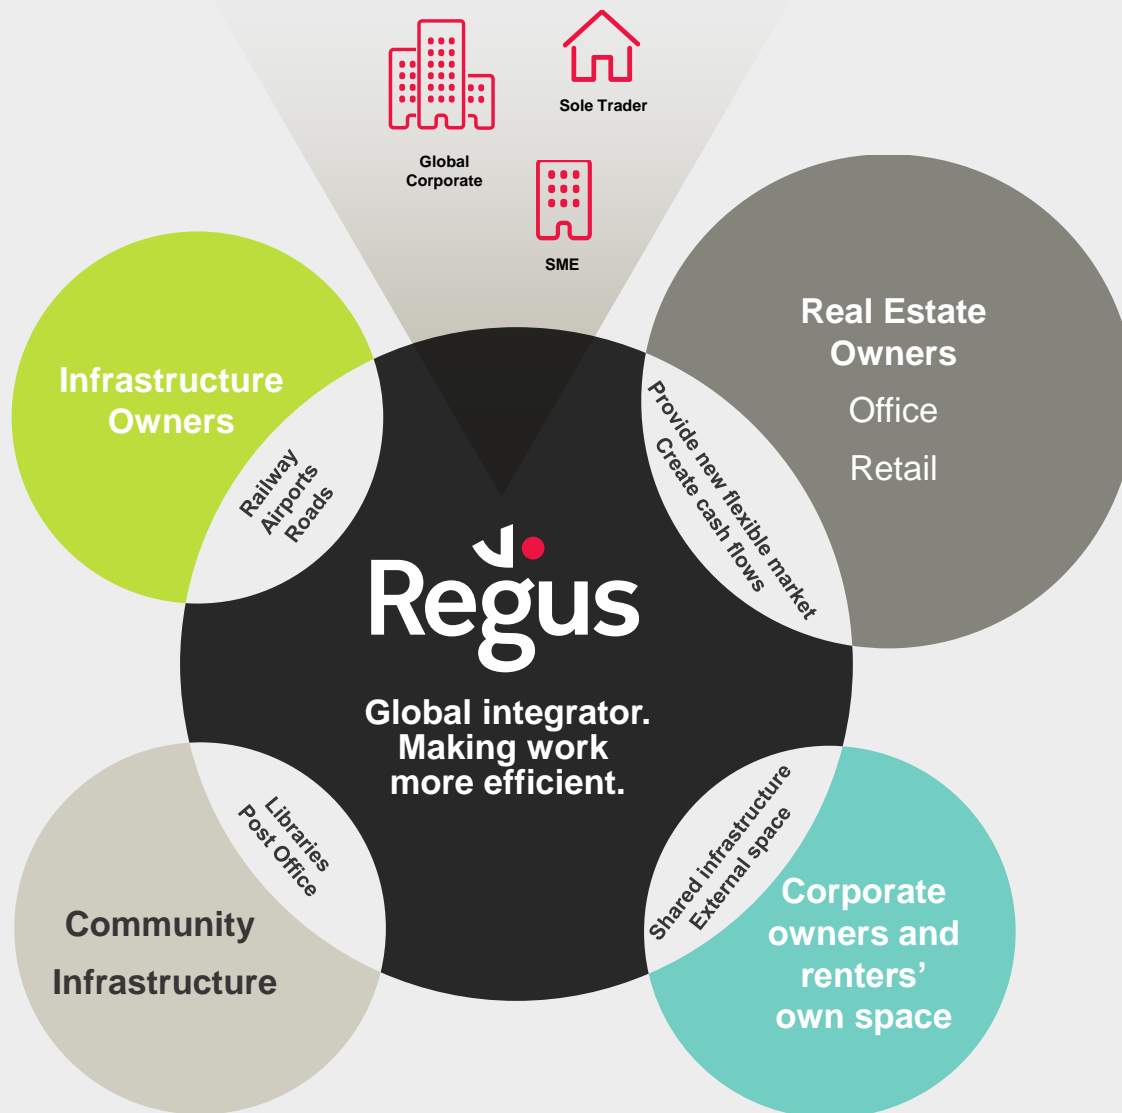 Sole Trader
Global
Corporate
SME
Infrastructure
Owners
Railway
Airports
Roads
Real Estate
Owners
Office
Retail
Provide new flexible market
Create cash flows
Regus
Global integrator.
Making work
more efficient.
Libraries
Post Office
Community
Infrastructure
Shared infrastructure
External space
Corporate
owners and
renters’
own space